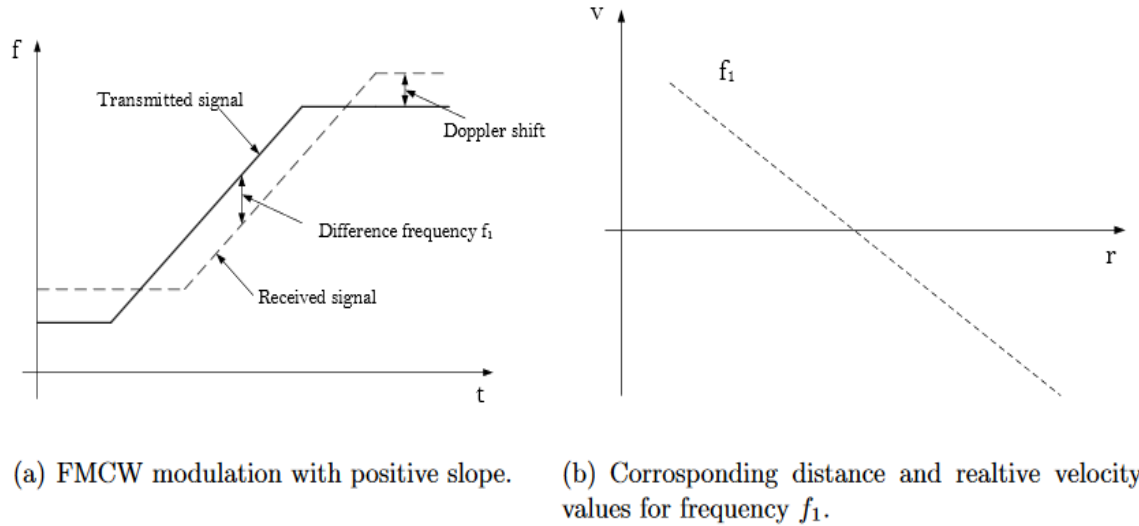 f
Transmitted signal
Doppler shift
Difference frequency f₁
Received signal
t
v
f₁
r
(a) FMCW modulation with positive slope.
(b) Corrosponding distance and realtive velocity
values for frequency f₁.